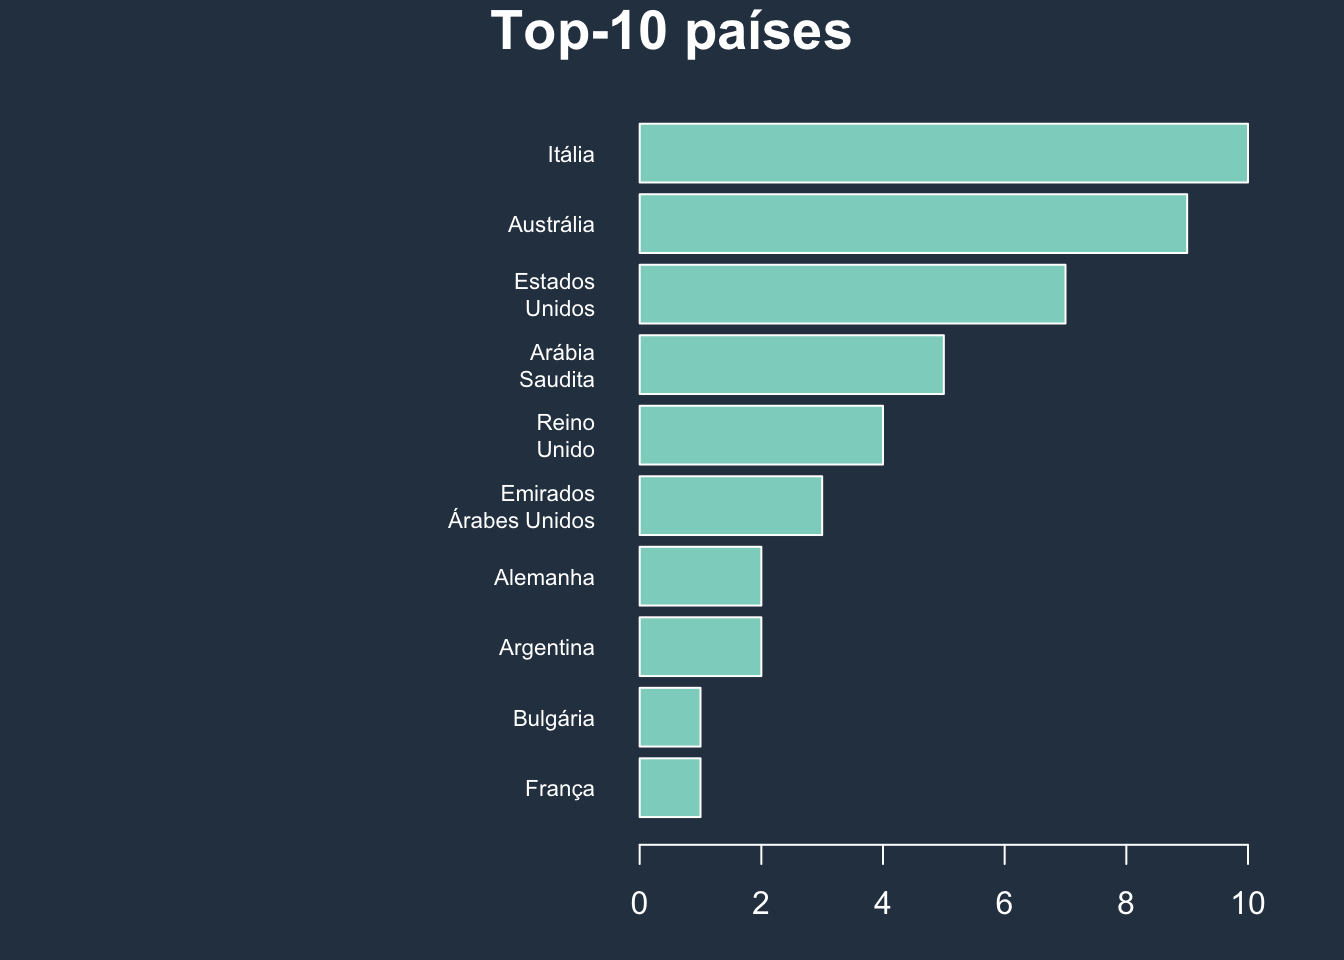 Top-10 países
Itália
Austrália
Estados
Unidos
Arábia
Saudita
Reino
Unido
Emirados
Árabes Unidos
Alemanha
Argentina
Bulgária
França
0 2 4 6 8 10